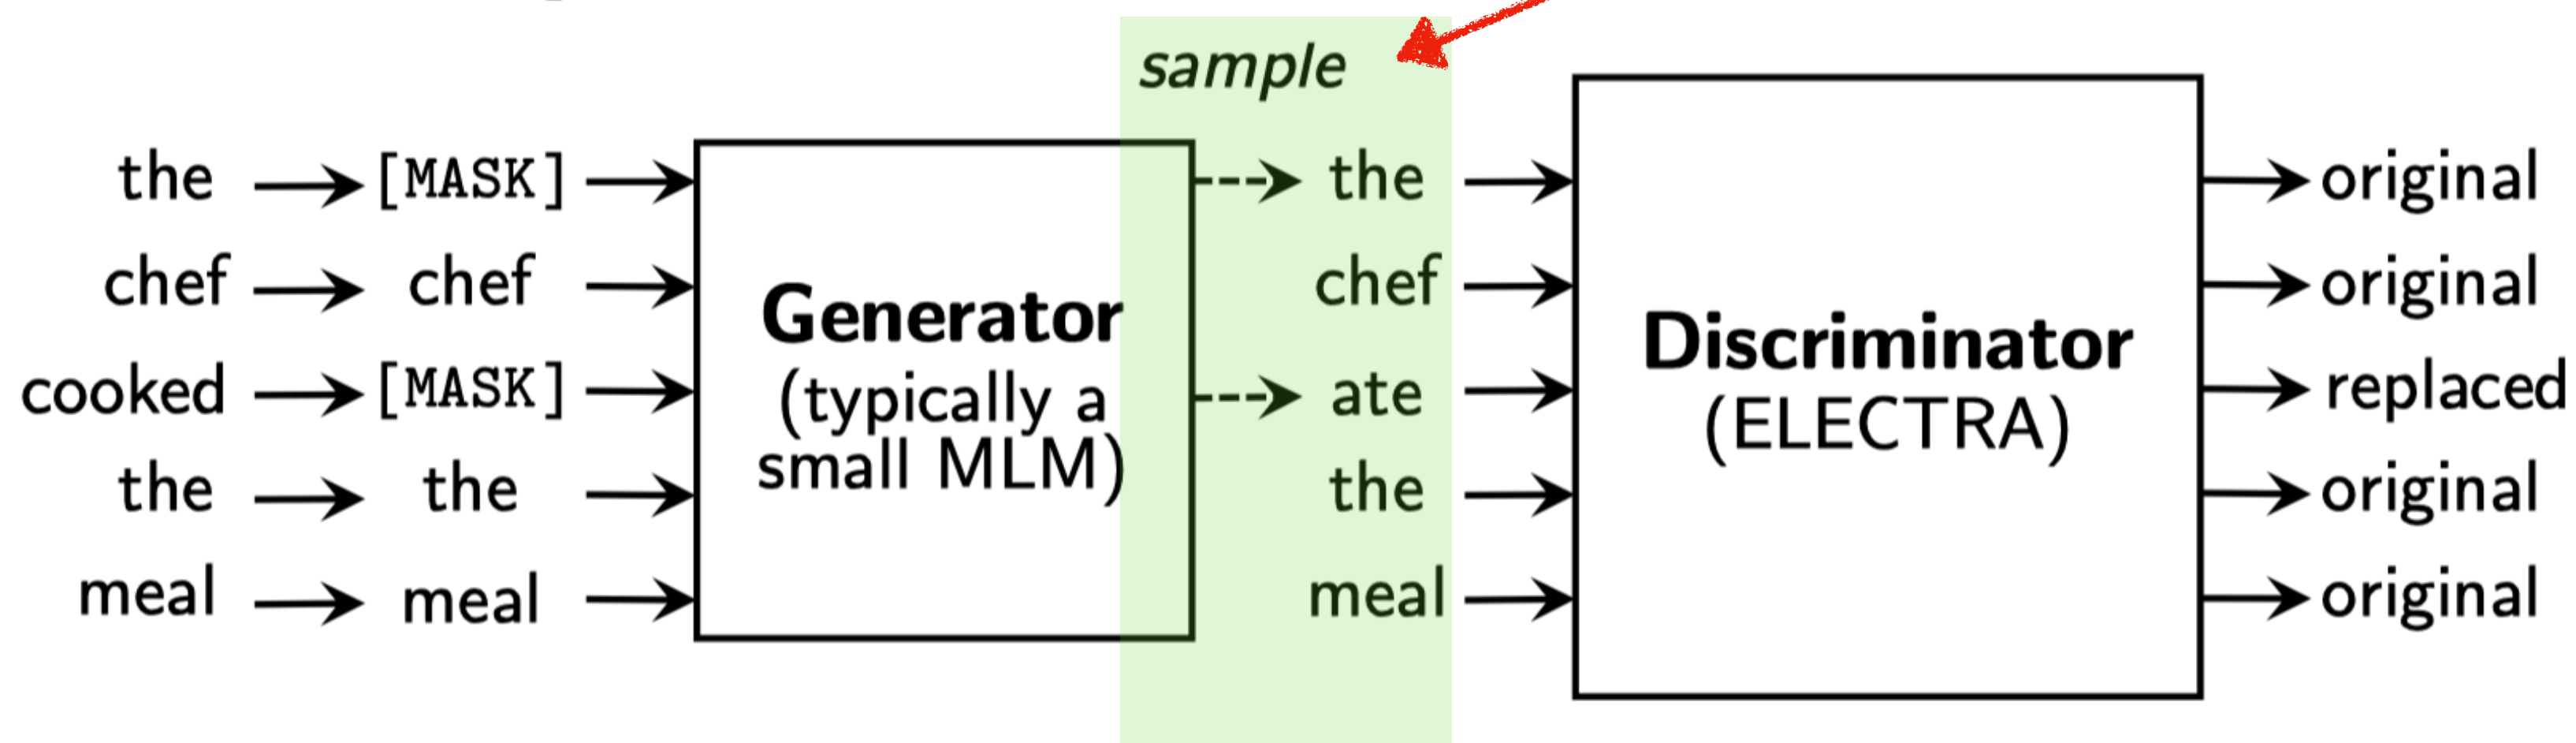 sample
the [MASK] the original
chef chef chef original
cooked [MASK] ate replaced
the the the original
meal meal meal original
Generator
(typically a
small MLM)
Discriminator
(ELECTRA)